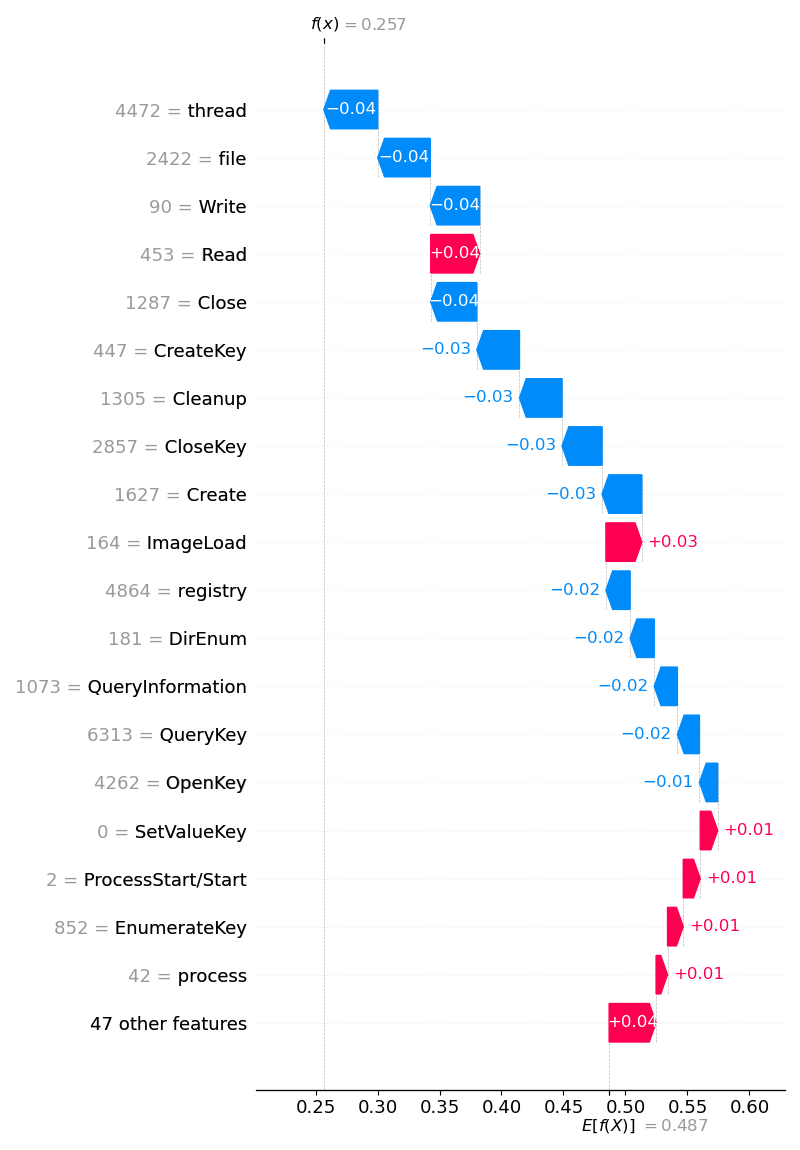 f(x) = 0.257
4472 = thread −0.04
2422 = file −0.04
90 = Write −0.04
453 = Read +0.04
1287 = Close −0.04
447 = CreateKey −0.03
1305 = Cleanup −0.03
2857 = CloseKey −0.03
1627 = Create −0.03
164 = ImageLoad +0.03
4864 = registry −0.02
181 = DirEnum −0.02
1073 = QueryInformation −0.02
6313 = QueryKey −0.02
4262 = OpenKey −0.01
0 = SetValueKey +0.01
2 = ProcessStart/Start +0.01
852 = EnumerateKey +0.01
42 = process +0.01
47 other features +0.04
0.25 0.30 0.35 0.40 0.45 0.50 0.55 0.60
E[f(X)] = 0.487